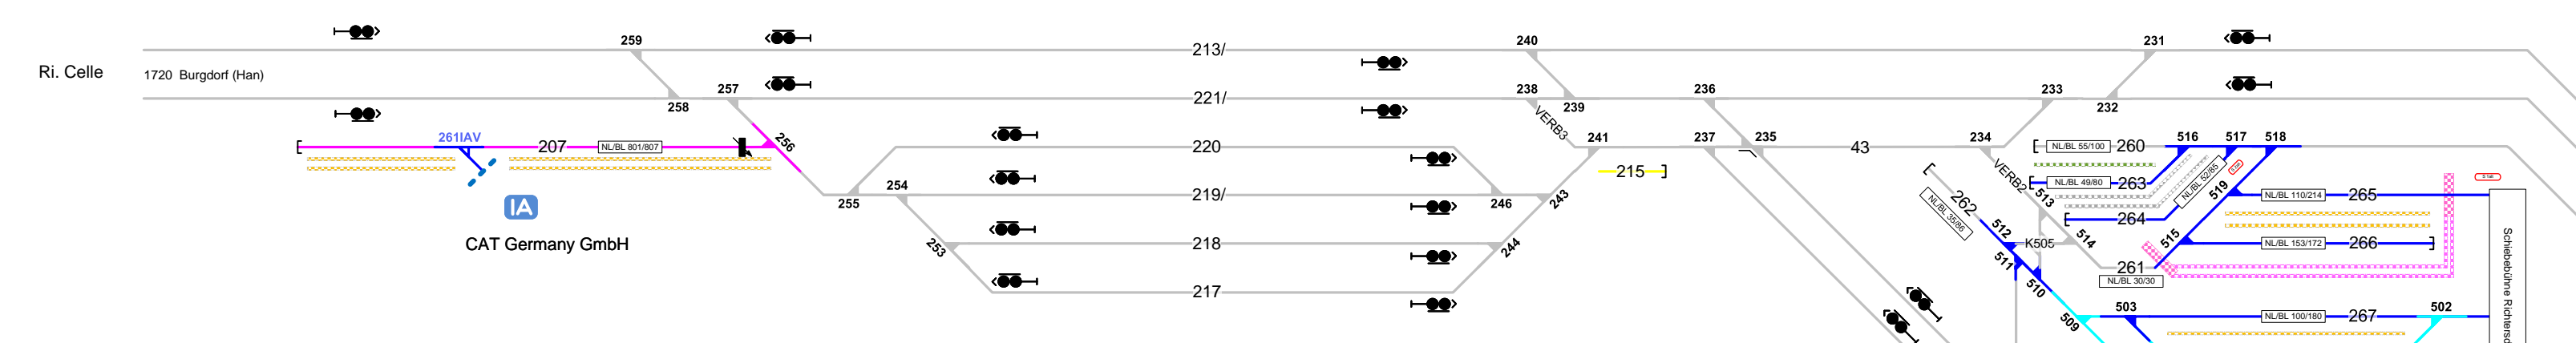 259
213/
240
231
Ri. Celle
1720 Burgdorf (Han)
257
258
221/
238
239
236
233
232
VERB3
261IAV
207
NL/BL 801/807
256
220
241
237
235
43
234
NL/BL 55/100
260
516
517
518
215
VERB2
NL/BL 49/80
263
NL/BL 52/85
519
254
255
219/
246
243
262
NL/BL 35/86
513
264
NL/BL 110/214
265
IA
CAT Germany GmbH
253
218
244
512
K505
514
515
NL/BL 153/172
266
511
261
NL/BL 30/30
217
510
509
503
NL/BL 100/180
267
502
Schiebebühne Richtersd